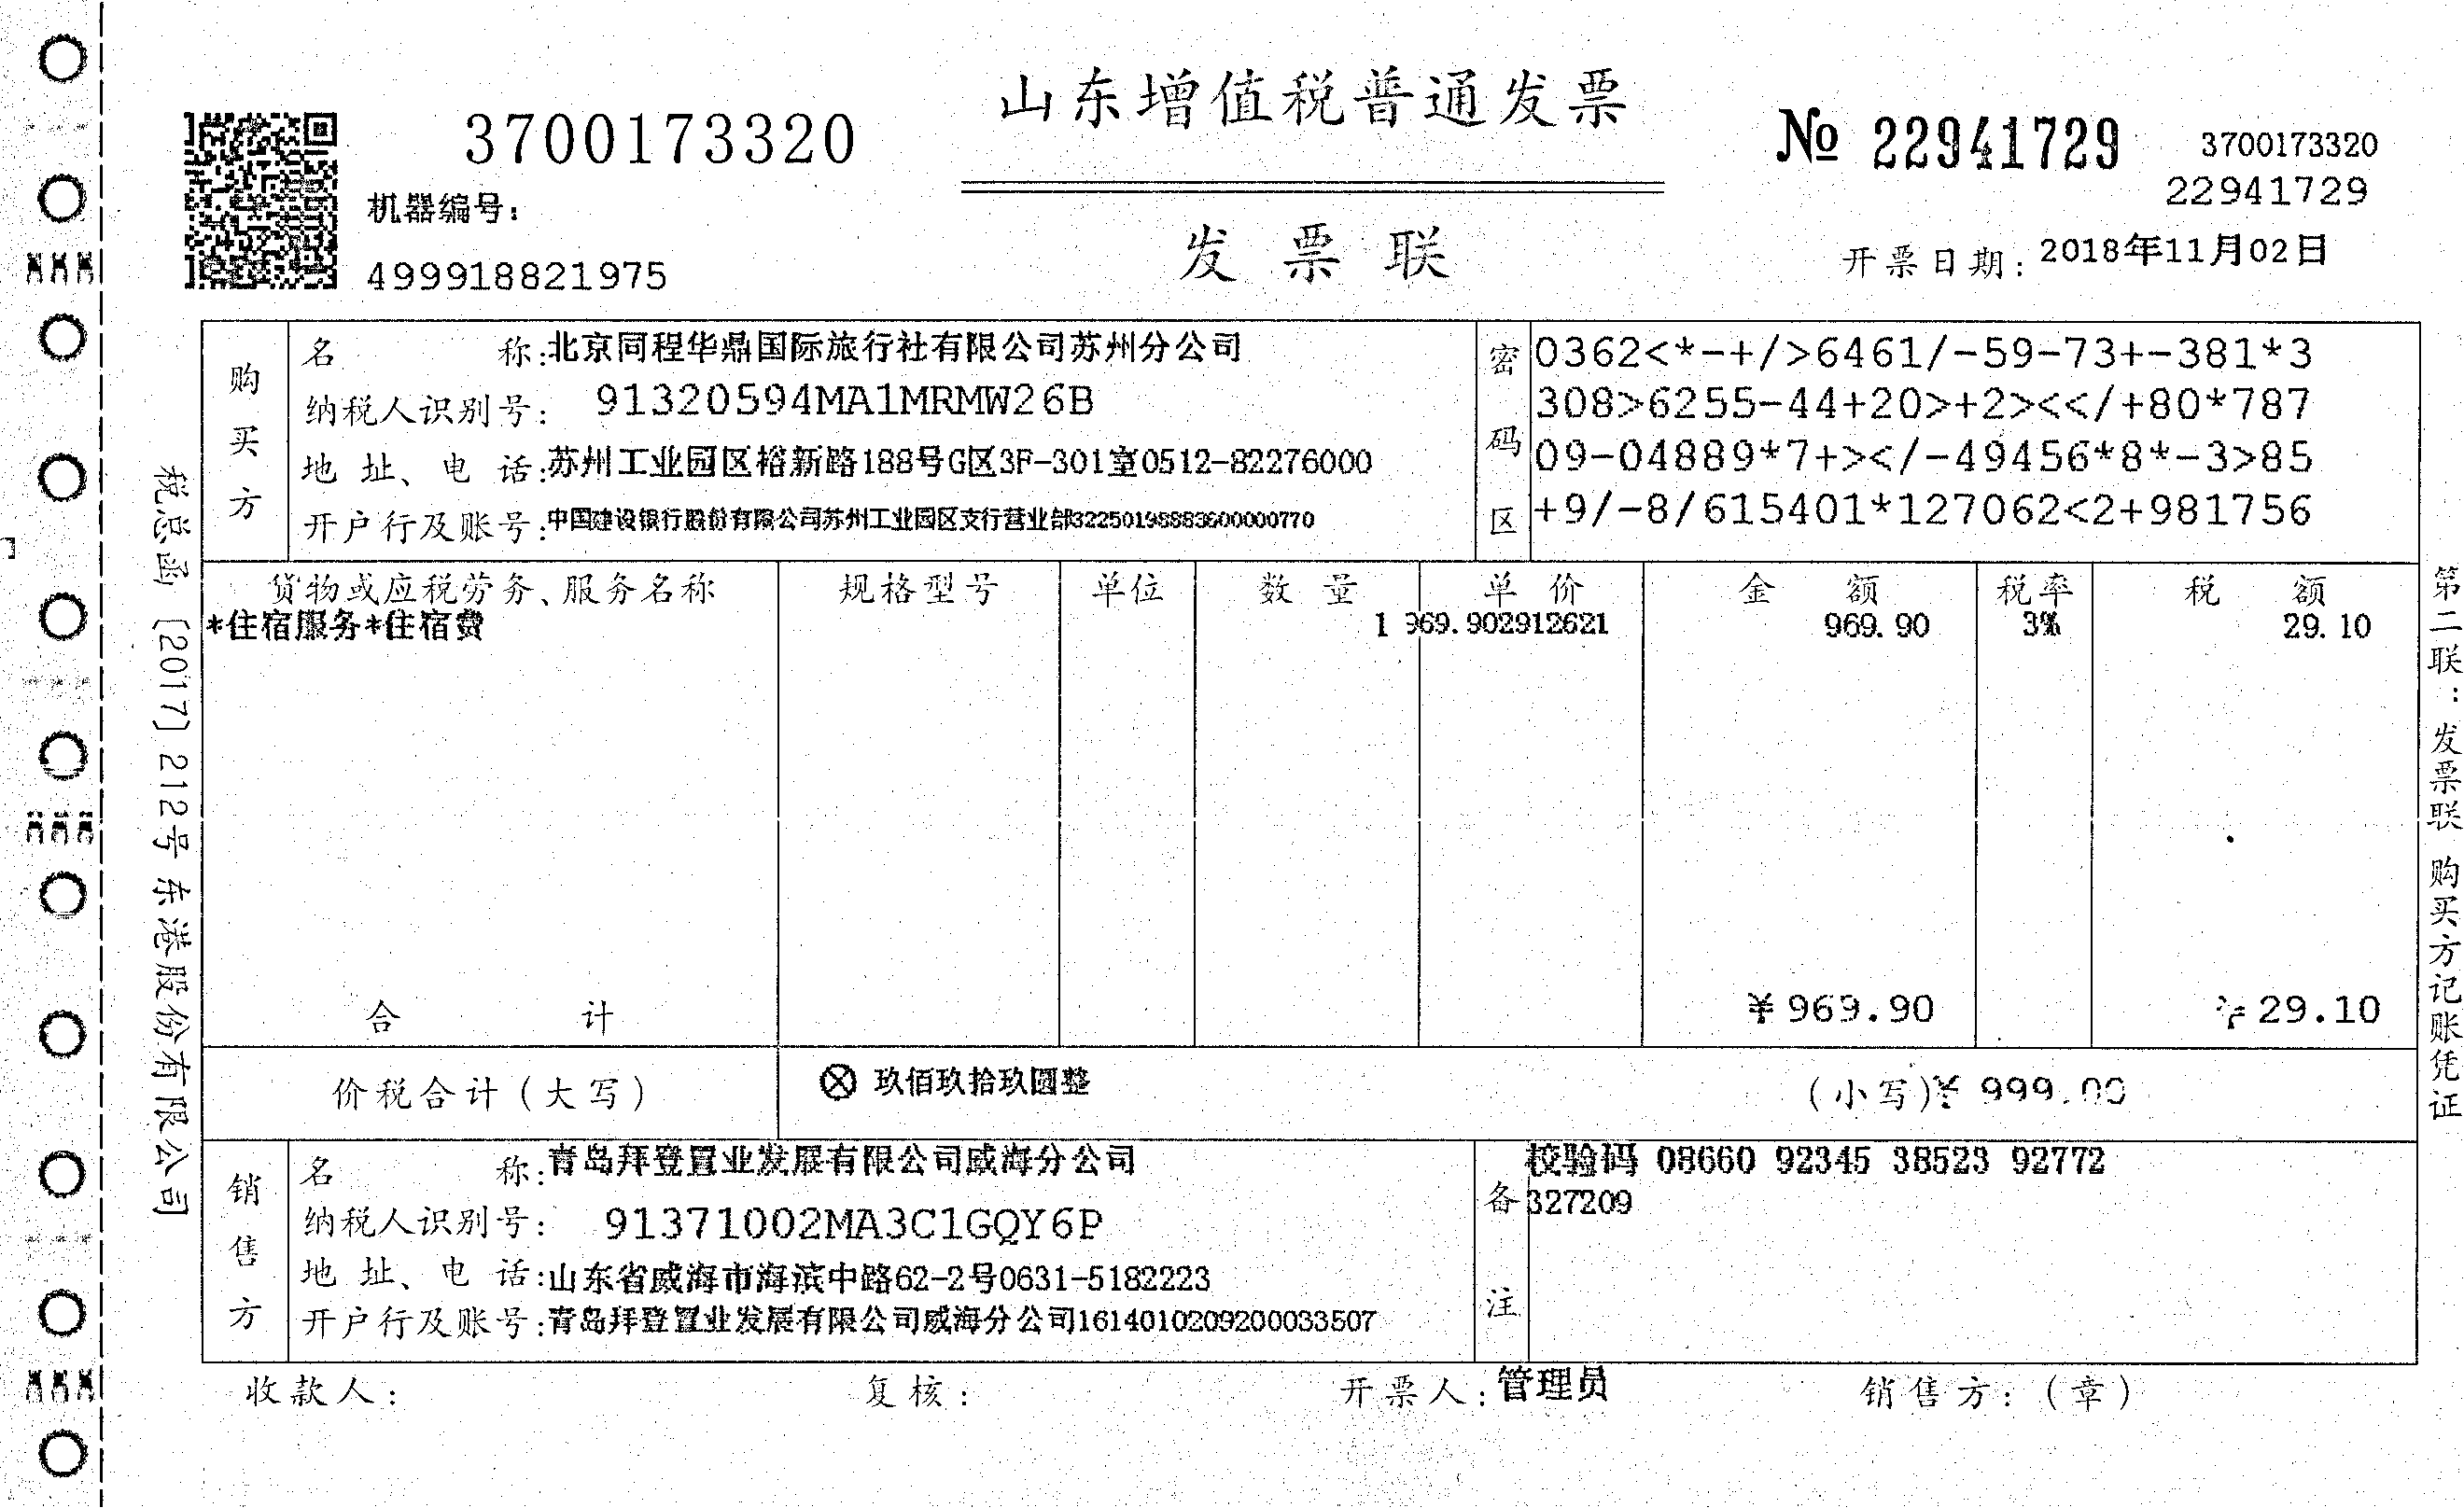 山东增值税普通发票
3700173320
№ 22941729
3700173320
22941729
机器编号:
499918821975
发票联
开票日期: 2018年11月02日
购买方
名称:北京同程华鼎国际旅行社有限公司苏州分公司
纳税人识别号: 91320594MA1MRMW26B
地址、电话:苏州工业园区裕新路188号G区3F-301室0512-82276000
开户行及账号:中国建设银行股份有限公司苏州工业园区支行营业部32250198883600000770
密码区
0362<*-+/>6461/-59-73+-381*3
308>6255-44+20>+2><</+80*787
09-04889*7+></-49456*8*-3>85
+9/-8/615401*127062<2+981756
货物或应税劳务、服务名称 规格型号 单位 数量 单价 金额 税率 税额
*住宿服务*住宿费 1 969.902912621 969.90 3% 29.10
合计 ¥969.90 ¥29.10
价税合计(大写) ⊗ 玖佰玖拾玖圆整 (小写)¥ 999.00
销售方
名称:青岛拜登置业发展有限公司威海分公司
纳税人识别号: 91371002MA3C1GQY6P
地址、电话:山东省威海市海滨中路62-2号0631-5182223
开户行及账号:青岛拜登置业发展有限公司威海分公司1614010209200033507
备注
校验码 08660 92345 38523 92772
327209
收款人: 复核: 开票人:管理员 销售方:(章)
税总函〔2017〕212号 东港股份有限公司
第二联:发票联 购买方记账凭证